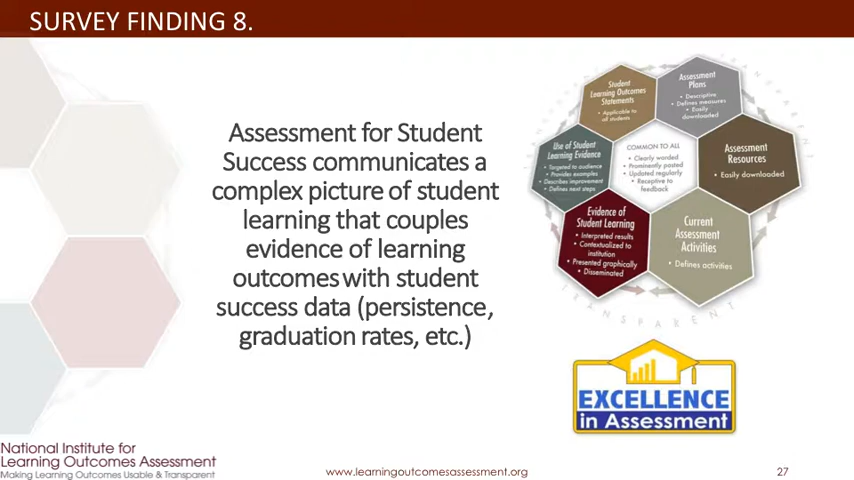 SURVEY FINDING 8.
Assessment for Student
Success communicates a
complex picture of student
learning that couples
evidence of learning
outcomes with student
success data (persistence,
graduation rates, etc.)
Student
Learning Outcomes
Statements
• Applicable to
all students
Assessment
Plans
• Descriptive
• Defines measures
• Easily
downloaded
Use of Student
Learning Evidence
• Targeted to audience
• Provides examples
• Describes improvement
• Defines next steps
COMMON TO ALL
• Clearly worded
• Prominently posted
• Updated regularly
• Receptive to
feedback
Assessment
Resources
• Easily downloaded
Evidence of
Student Learning
• Interpreted results
• Contextualized to
institution
• Presented graphically
• Disseminated
Current
Assessment
Activities
• Defines activities
TRANSPARENT
EXCELLENCE
in Assessment
National Institute for
Learning Outcomes Assessment
Making Learning Outcomes Usable & Transparent
www.learningoutcomesassessment.org
27